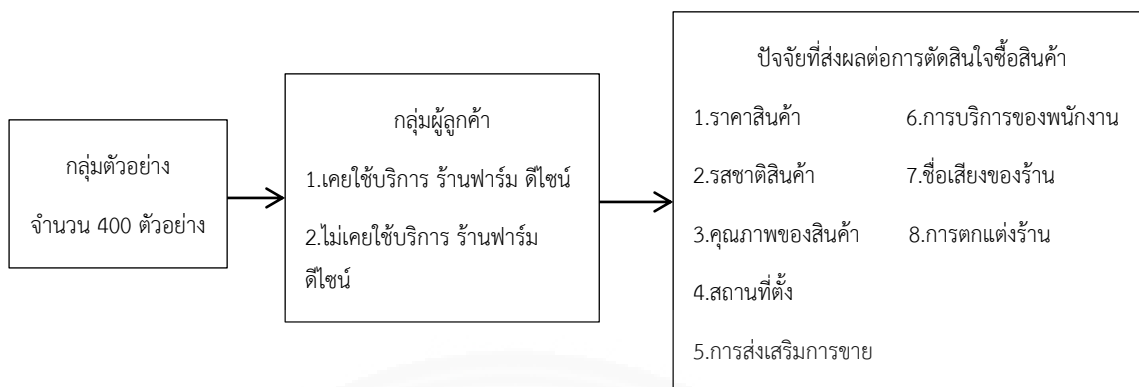 กลุ่มตัวอย่าง
จำนวน 400 ตัวอย่าง
กลุ่มผู้ลูกค้า
1.เคยใช้บริการ ร้านฟาร์ม ดีไซน์
2.ไม่เคยใช้บริการ ร้านฟาร์ม
ดีไซน์
ปัจจัยที่ส่งผลต่อการตัดสินใจซื้อสินค้า
1.ราคาสินค้า 6.การบริการของพนักงาน
2.รสชาติสินค้า 7.ชื่อเสียงของร้าน
3.คุณภาพของสินค้า 8.การตกแต่งร้าน
4.สถานที่ตั้ง
5.การส่งเสริมการขาย